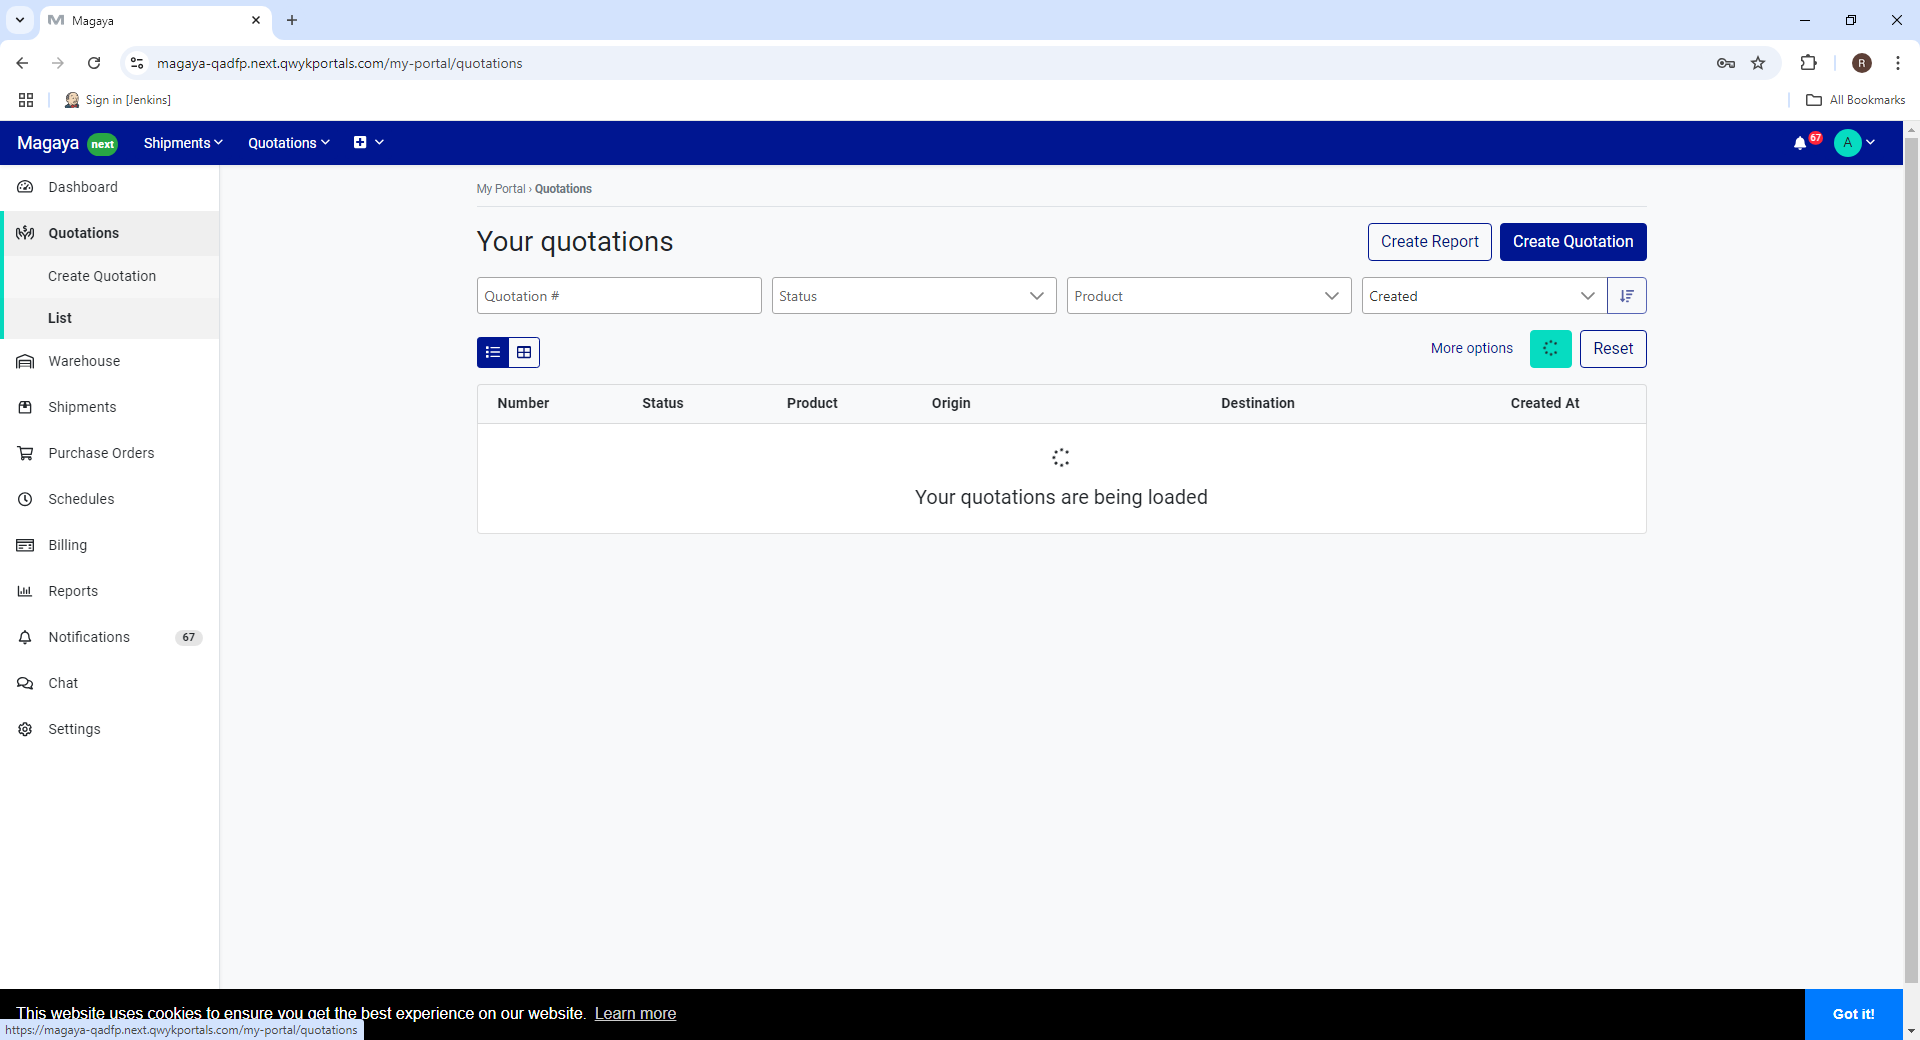 Magaya
magaya-qadfp.next.qwykportals.com/my-portal/quotations
R
Sign in [Jenkins]
All Bookmarks
Magaya next
Shipments
Quotations
67
A
Dashboard
Quotations
Create Quotation
List
Warehouse
Shipments
Purchase Orders
Schedules
Billing
Reports
Notifications 67
Chat
Settings
My Portal › Quotations
Your quotations
Create Report
Create Quotation
Quotation #
Status
Product
Created
More options
Reset
Number Status Product Origin Destination Created At
Your quotations are being loaded
This website uses cookies to ensure you get the best experience on our website. Learn more
Got it!
https://magaya-qadfp.next.qwykportals.com/my-portal/quotations